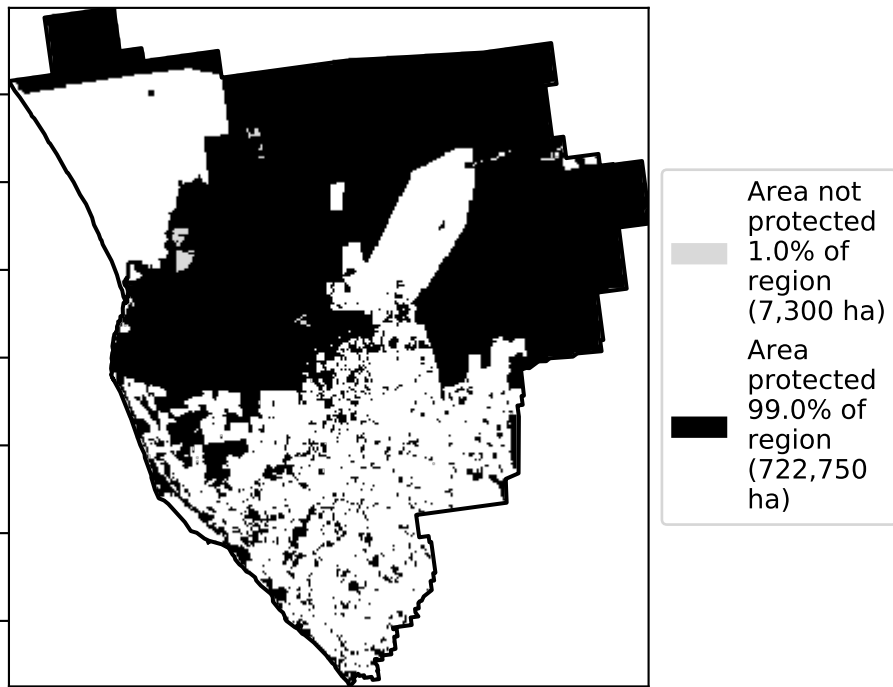 Area not
protected
1.0% of
region
(7,300 ha)
Area
protected
99.0% of
region
(722,750
ha)